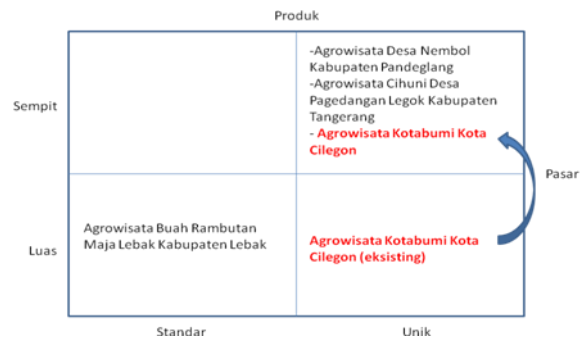 Produk
Sempit
-Agrowisata Desa Nembol
Kabupaten Pandeglang
-Agrowisata Cihuni Desa
Pagedangan Legok Kabupaten
Tangerang
- Agrowisata Kotabumi Kota
Cilegon
Pasar
Luas
Agrowisata Buah Rambutan
Maja Lebak Kabupaten Lebak
Agrowisata Kotabumi Kota
Cilegon (eksisting)
Standar
Unik